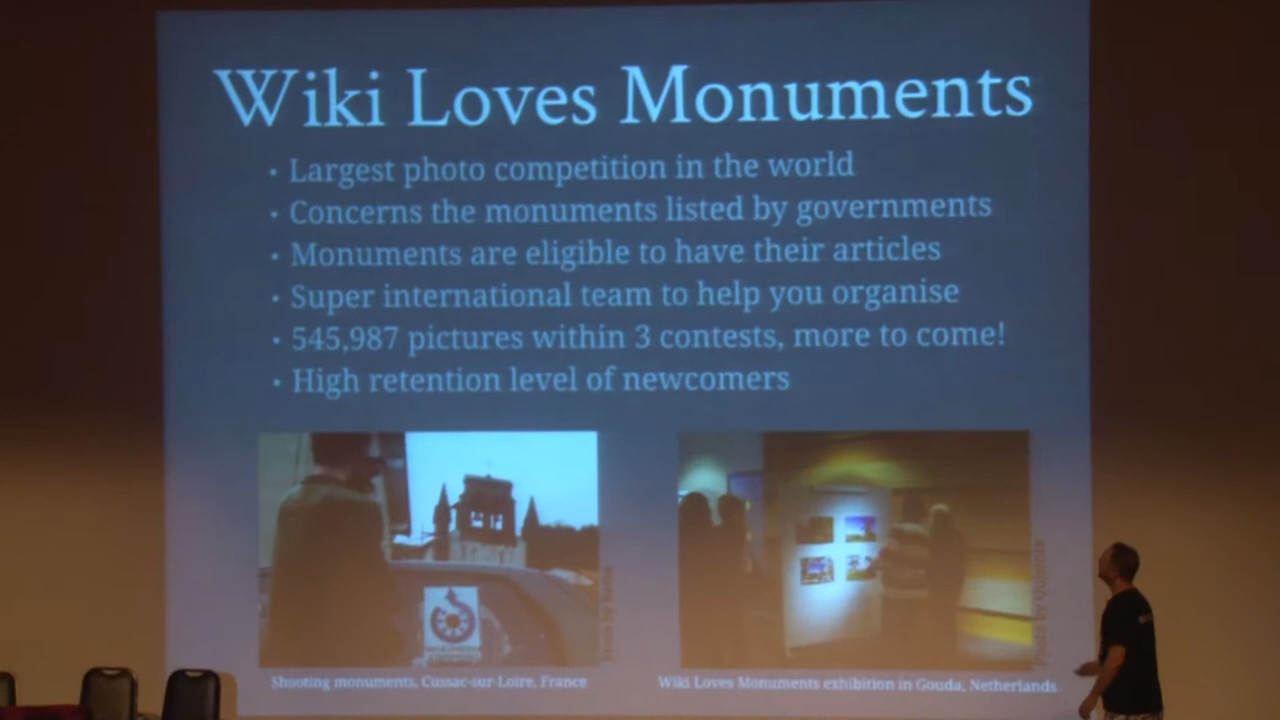 Wiki Loves Monuments
• Largest photo competition in the world
• Concerns the monuments listed by governments
• Monuments are eligible to have their articles
• Super international team to help you organise
• 545,987 pictures within 3 contests, more to come!
• High retention level of newcomers
Shooting monuments, Cussac-sur-Loire, France
Wiki Loves Monuments exhibition in Gouda, Netherlands